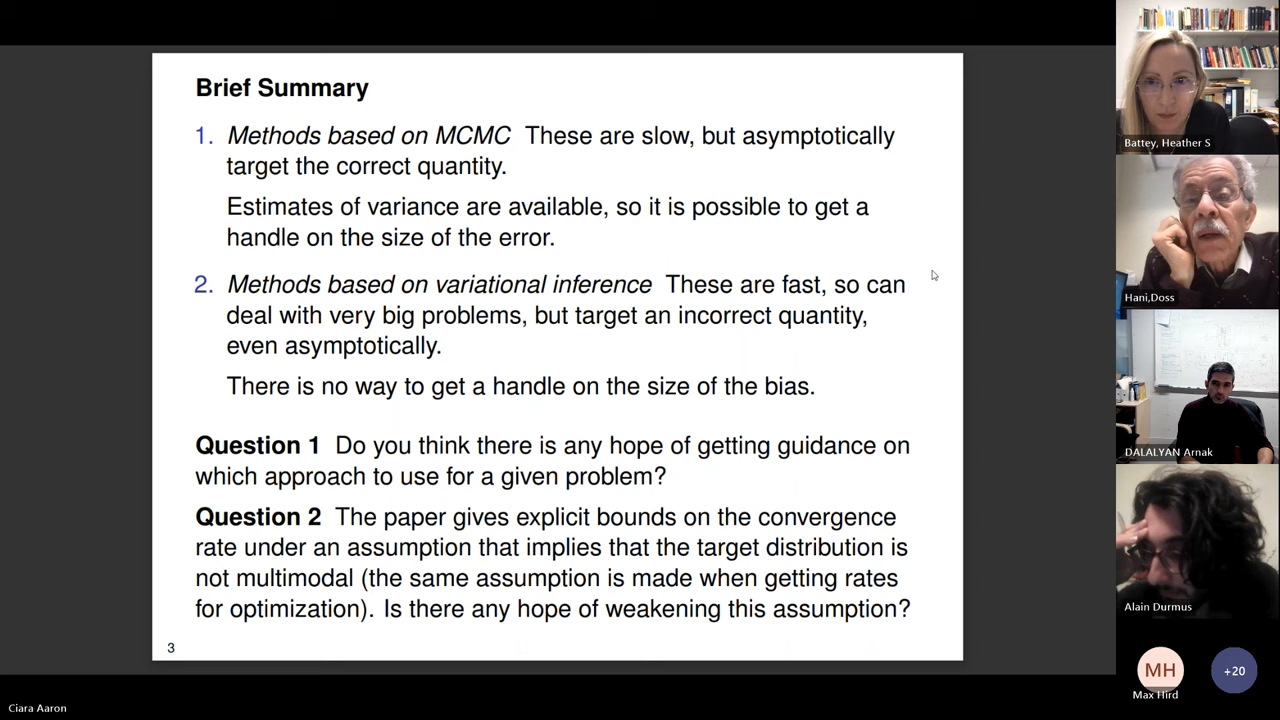 Brief Summary
1. Methods based on MCMC These are slow, but asymptotically
target the correct quantity.
Estimates of variance are available, so it is possible to get a
handle on the size of the error.
2. Methods based on variational inference These are fast, so can
deal with very big problems, but target an incorrect quantity,
even asymptotically.
There is no way to get a handle on the size of the bias.
Question 1 Do you think there is any hope of getting guidance on
which approach to use for a given problem?
Question 2 The paper gives explicit bounds on the convergence
rate under an assumption that implies that the target distribution is
not multimodal (the same assumption is made when getting rates
for optimization). Is there any hope of weakening this assumption?
3
Battey, Heather S
Hani,Doss
DALALYAN Arnak
Alain Durmus
MH
Max Hird
+20
Ciara Aaron